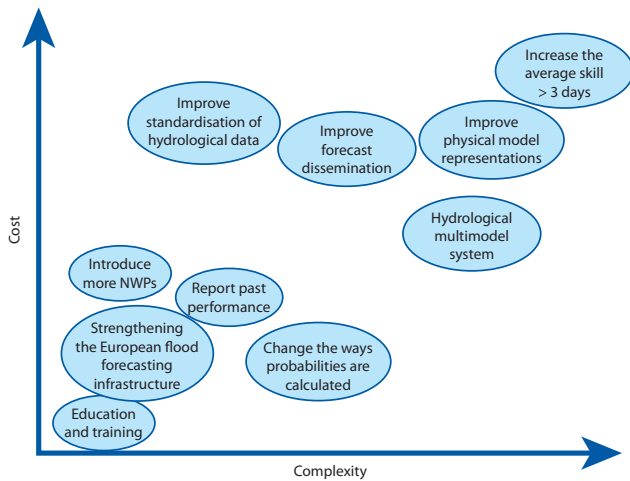 Increase the
average skill
> 3 days
Improve
standardisation of
hydrological data
Improve
forecast
dissemination
Improve
physical model
representations
Hydrological
multimodel
system
Cost
Introduce
more NWPs
Report past
performance
Strengthening
the European flood
forecasting
infrastructure
Change the ways
probabilities are
calculated
Education
and training
Complexity